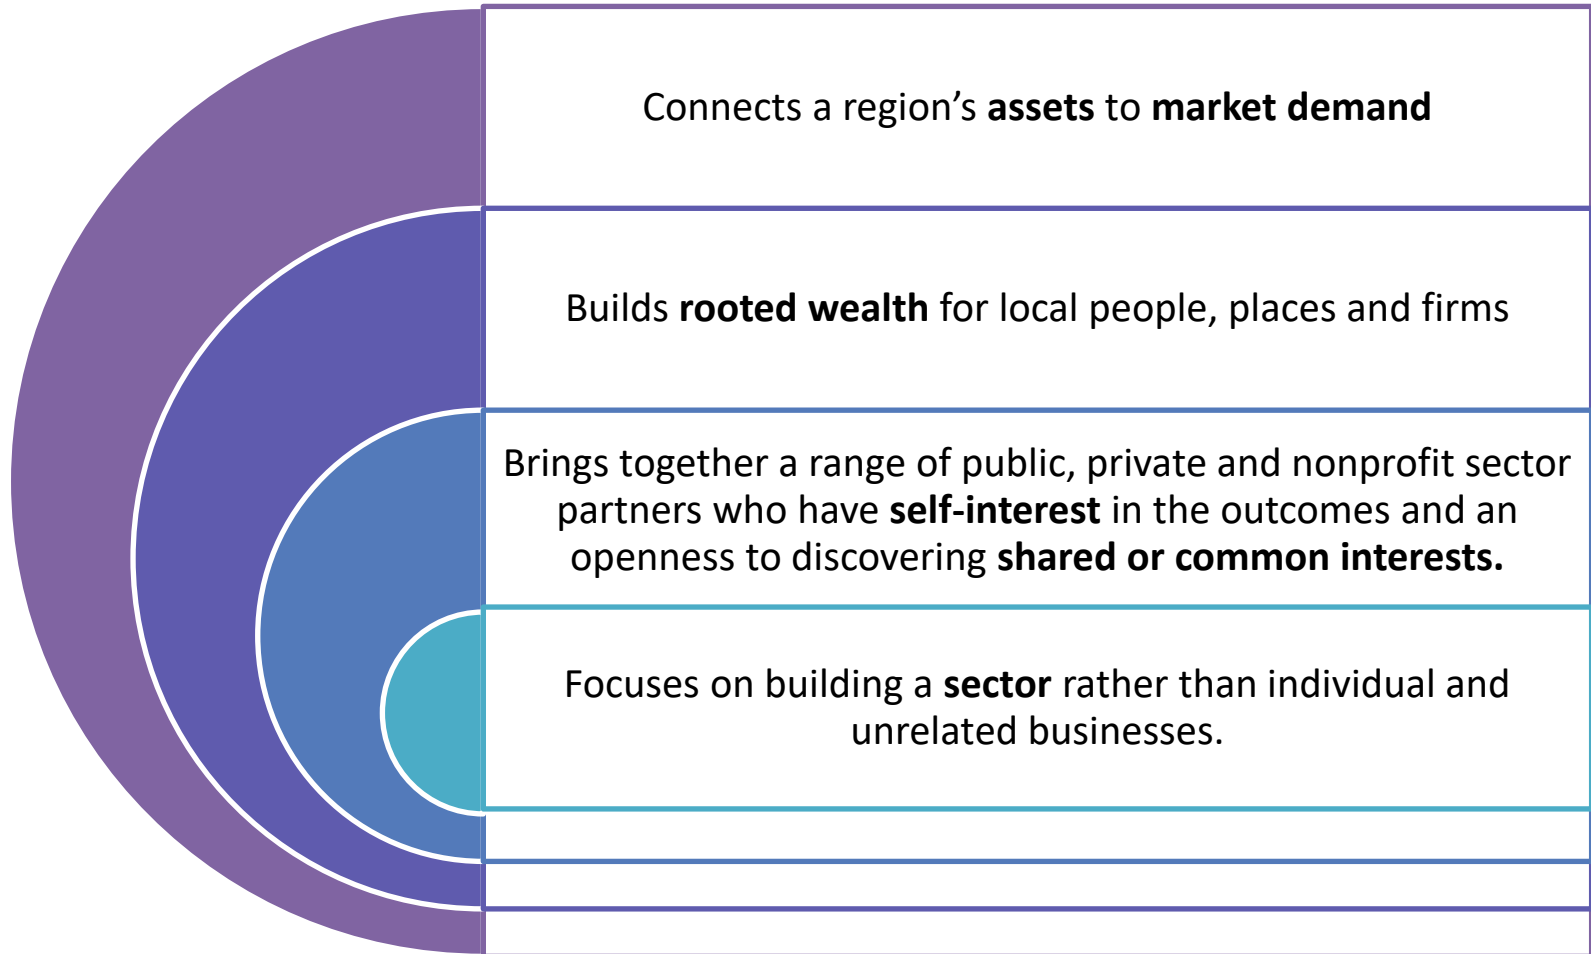 Connects a region’s assets to market demand
Builds rooted wealth for local people, places and firms
Brings together a range of public, private and nonprofit sector
partners who have self-interest in the outcomes and an
openness to discovering shared or common interests.
Focuses on building a sector rather than individual and
unrelated businesses.